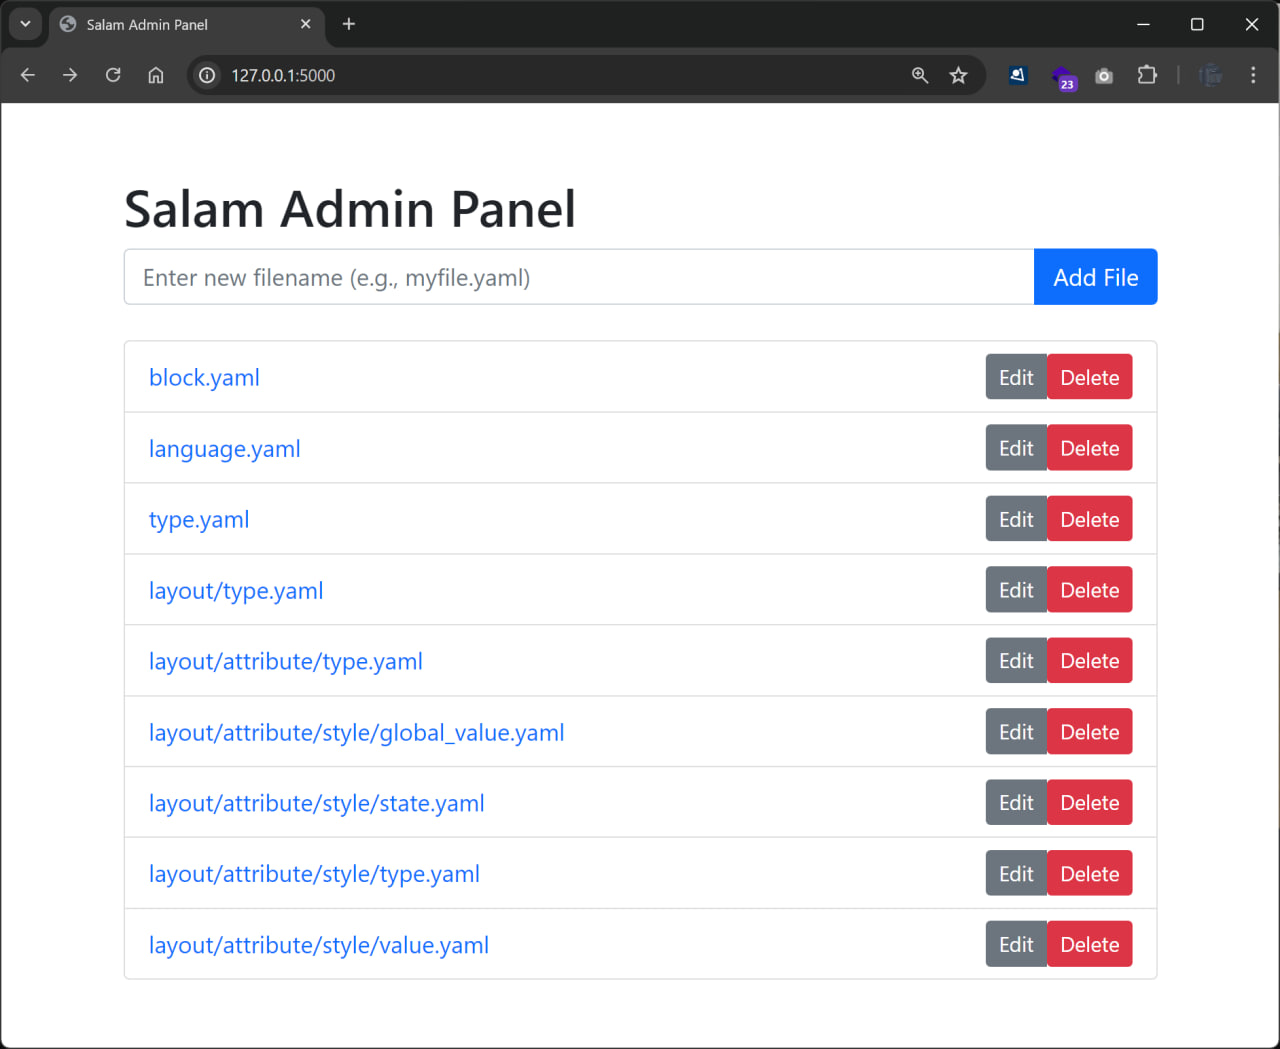 Salam Admin Panel
127.0.0.1:5000
23
Salam Admin Panel
Enter new filename (e.g., myfile.yaml) Add File
block.yaml Edit Delete
language.yaml Edit Delete
type.yaml Edit Delete
layout/type.yaml Edit Delete
layout/attribute/type.yaml Edit Delete
layout/attribute/style/global_value.yaml Edit Delete
layout/attribute/style/state.yaml Edit Delete
layout/attribute/style/type.yaml Edit Delete
layout/attribute/style/value.yaml Edit Delete